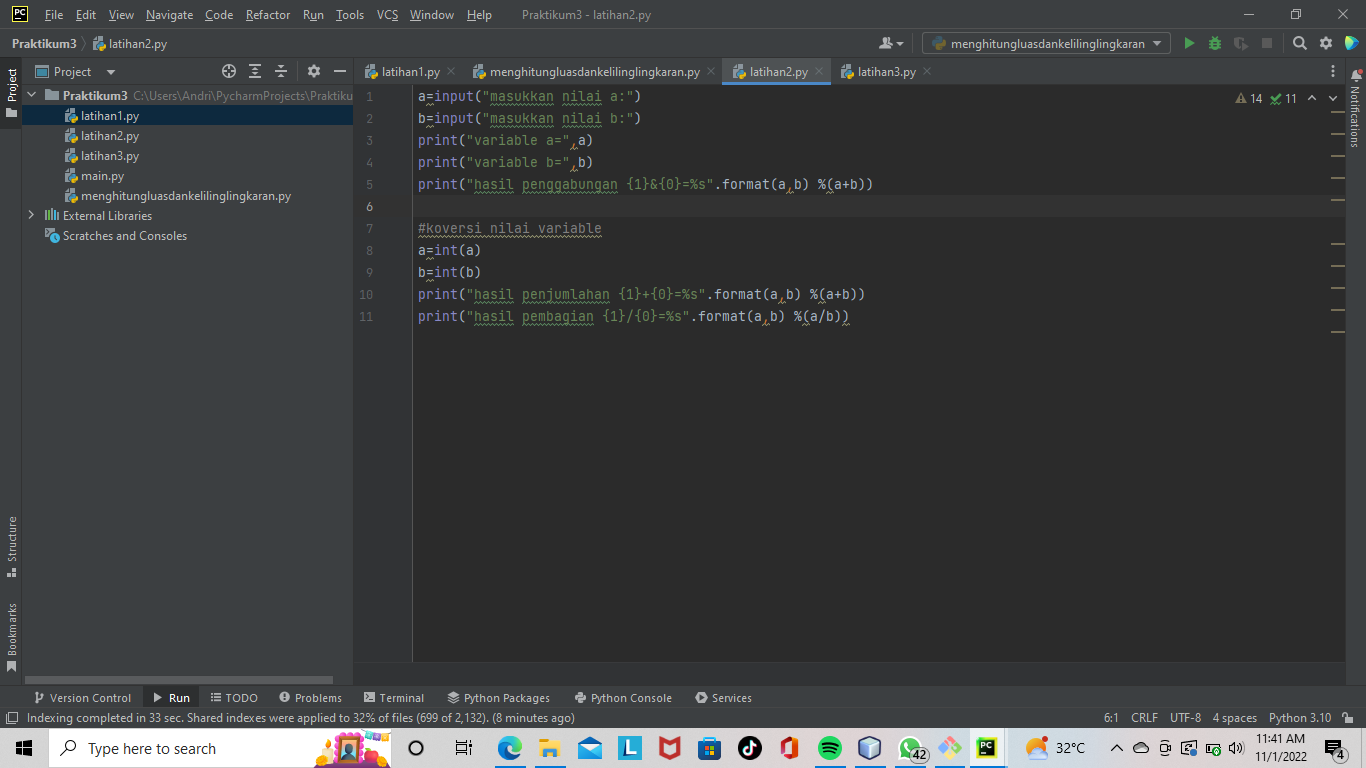 PC File Edit View Navigate Code Refactor Run Tools VCS Window Help Praktikum3 - latihan2.py
Praktikum3 latihan2.py menghitungluasdankelilinglingkaran
Project Project latihan1.py menghitungluasdankelilinglingkaran.py latihan2.py latihan3.py
Notifications
Praktikum3 C:\Users\Andri\PycharmProjects\Praktiku
latihan1.py
latihan2.py
latihan3.py
main.py
menghitungluasdankelilinglingkaran.py
External Libraries
Scratches and Consoles
14 11
1 a=input("masukkan nilai a:")
2 b=input("masukkan nilai b:")
3 print("variable a=",a)
4 print("variable b=",b)
5 print("hasil penggabungan {1}&{0}=%s".format(a,b) %(a+b))
6
7 #koversi nilai variable
8 a=int(a)
9 b=int(b)
10 print("hasil penjumlahan {1}+{0}=%s".format(a,b) %(a+b))
11 print("hasil pembagian {1}/{0}=%s".format(a,b) %(a/b))
Structure
Bookmarks
Version Control Run TODO Problems Terminal Python Packages Python Console Services
Indexing completed in 33 sec. Shared indexes were applied to 32% of files (699 of 2,132). (8 minutes ago) 6:1 CRLF UTF-8 4 spaces Python 3.10
Type here to search L 42 PC 32°C 11:41 AM
11/1/2022 4